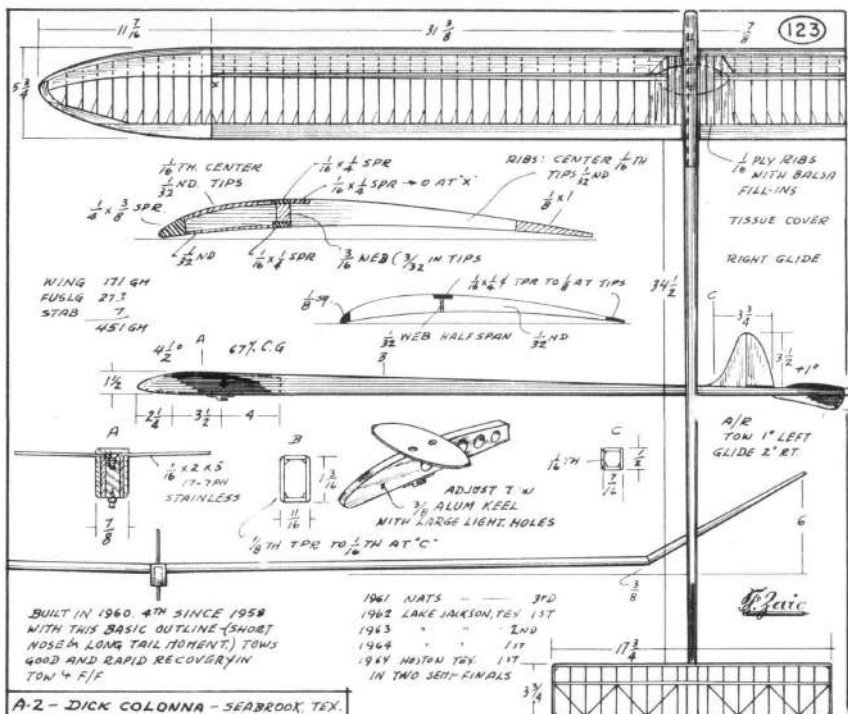 11 7/16
31 3/8
7/8
123
5 3/4
1/16 TH. CENTER
1/32 ND. TIPS
1/16 x 1/4 SPR
1/16 x 1/4 SPR → 0 AT "X"
RIBS: CENTER 1/16 TH
TIPS 1/32 ND
1/8 x 1
1/16 PLY RIBS
WITH BALSA
FILL-INS
X
1/4 x 3/8 SPR.
1/32 ND
1/16 x 1/4 SPR
3/16 WEB (3/32 IN TIPS
TISSUE COVER
RIGHT GLIDE
WING 171 GM
FUSLG 273
STAB 7
451 GM
1/8 SQ
TPR TO 1/8 AT TIPS
1/32 WEB HALF SPAN
1/32 ND
34 1/2
C
3 3/4
3 1/2
+1°
4 1/2°
A
67% C.G
B
1 1/2
2 1/4
3 1/2
4
A/R
TOW 1° LEFT
GLIDE 2° RT.
A
1/16 x 2 x 5
17-7PH
STAINLESS
7/8
B
1 3/16
11/16
1/8 TH TPR TO 1/16 TH AT "C"
ADJUST T W
3/8 ALUM KEEL
WITH LARGE LIGHT. HOLES
C
1/16 TH
1/2
7/16
6
3/8
BUILT IN 1960. 4TH SINCE 1958
WITH THIS BASIC OUTLINE (SHORT
NOSE & LONG TAIL MOMENT.) TOWS
GOOD AND RAPID RECOVERY IN
TOW & F/F
1961 NATS — — — 3RD
1962 LAKE JACKSON, TEX 1ST
1963 " " 2ND
1964 " " 1ST
1964 HOSTON TEX. 1ST
IN TWO SEMI-FINALS
F. Zaic
17 3/4
3 3/4
A-2 - DICK COLONNA - SEABROOK, TEX.